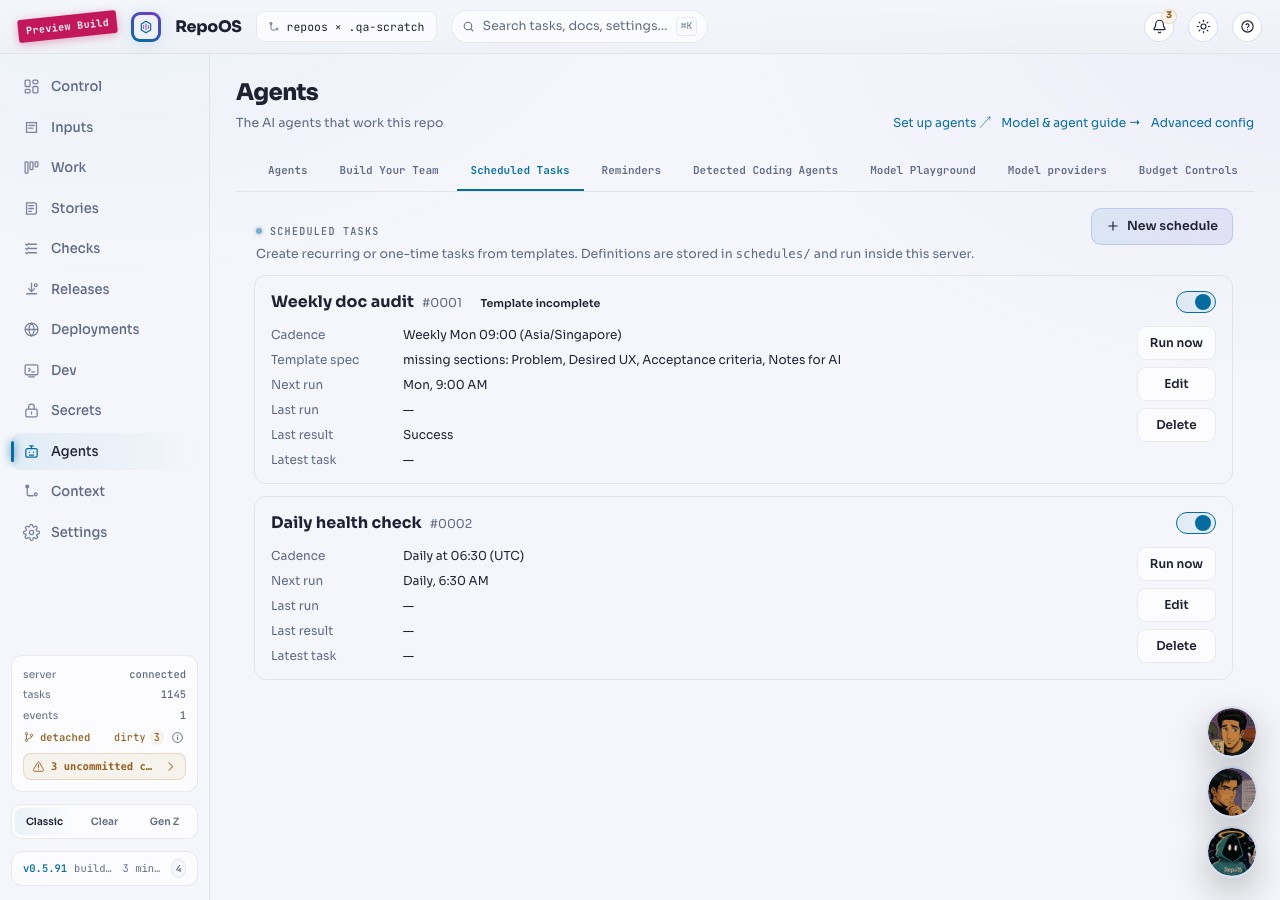 Preview Build
RepoOS
repoos × .qa-scratch
Search tasks, docs, settings... ⌘K
3
Control
Inputs
Work
Stories
Checks
Releases
Deployments
Dev
Secrets
Agents
Context
Settings
server connected
tasks 1145
events 1
detached dirty 3
3 uncommitted c…
Classic Clear Gen Z
v0.5.91 build… 3 min… 4
Agents
The AI agents that work this repo
Set up agents ↗ Model & agent guide → Advanced config
Agents Build Your Team Scheduled Tasks Reminders Detected Coding Agents Model Playground Model providers Budget Controls
SCHEDULED TASKS
+ New schedule
Create recurring or one-time tasks from templates. Definitions are stored in schedules/ and run inside this server.
Weekly doc audit #0001 Template incomplete
Cadence Weekly Mon 09:00 (Asia/Singapore)
Template spec missing sections: Problem, Desired UX, Acceptance criteria, Notes for AI
Next run Mon, 9:00 AM
Last run —
Last result Success
Latest task —
Run now
Edit
Delete
Daily health check #0002
Cadence Daily at 06:30 (UTC)
Next run Daily, 6:30 AM
Last run —
Last result —
Latest task —
Run now
Edit
Delete
RepoOS